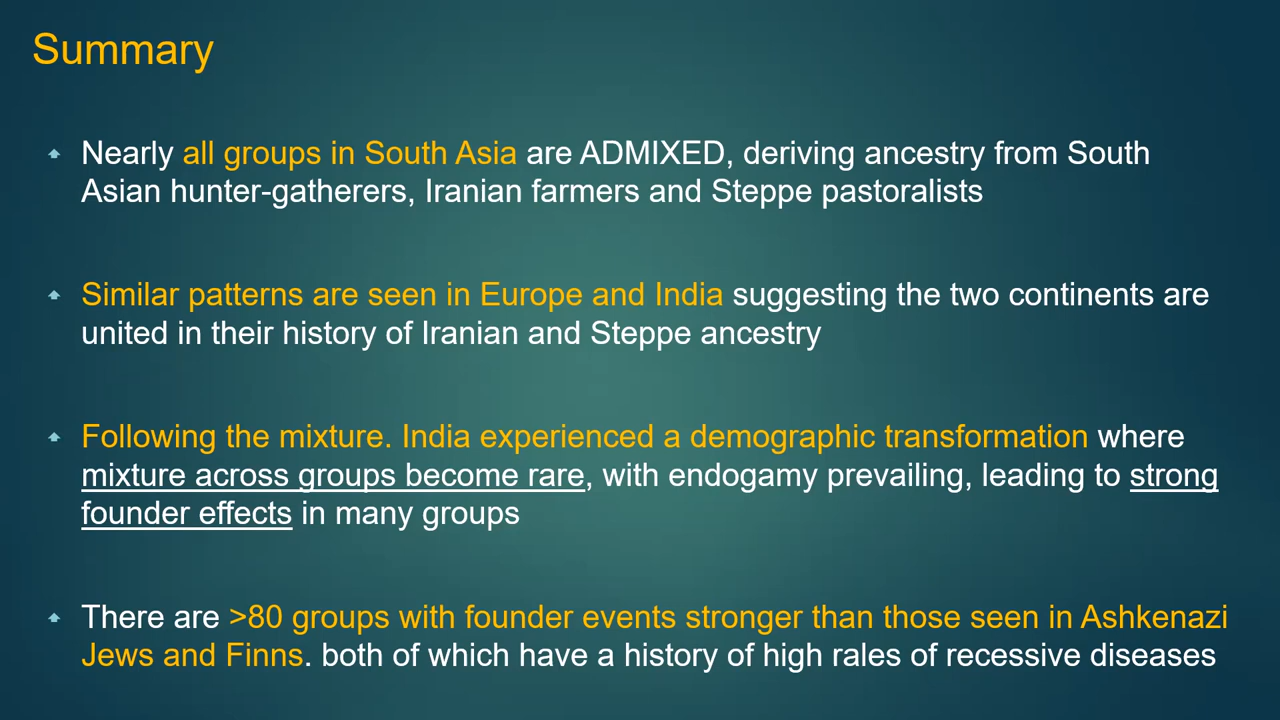 Summary
Nearly all groups in South Asia are ADMIXED, deriving ancestry from South
Asian hunter-gatherers, Iranian farmers and Steppe pastoralists
Similar patterns are seen in Europe and India suggesting the two continents are
united in their history of Iranian and Steppe ancestry
Following the mixture. India experienced a demographic transformation where
mixture across groups become rare, with endogamy prevailing, leading to strong
founder effects in many groups
There are >80 groups with founder events stronger than those seen in Ashkenazi
Jews and Finns. both of which have a history of high rales of recessive diseases